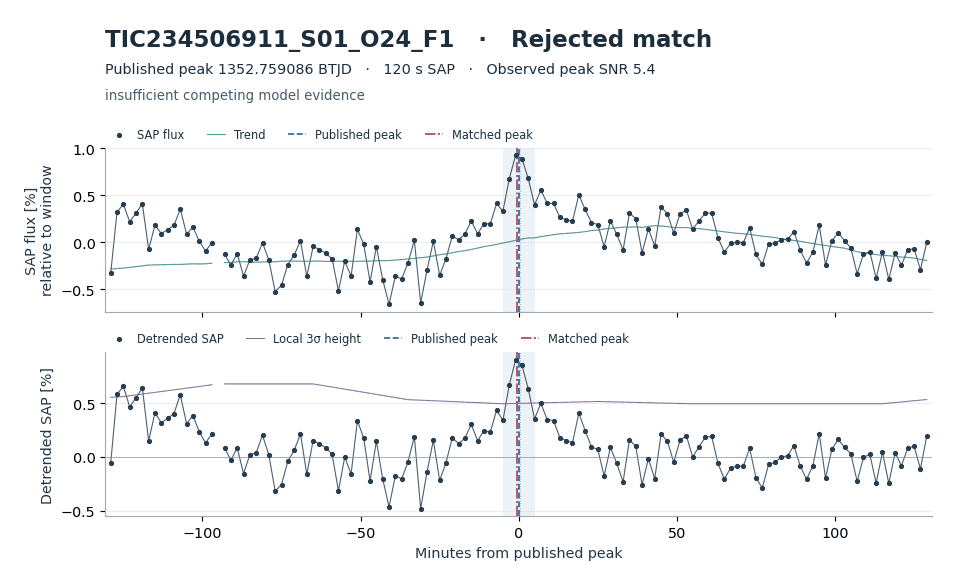 TIC234506911_S01_O24_F1 · Rejected match
Published peak 1352.759086 BTJD · 120 s SAP · Observed peak SNR 5.4
insufficient competing model evidence
SAP flux Trend Published peak Matched peak
SAP flux [%]
relative to window
1.0
0.5
0.0
−0.5
Detrended SAP Local 3σ height Published peak Matched peak
Detrended SAP [%]
0.5
0.0
−0.5
−100 −50 0 50 100
Minutes from published peak